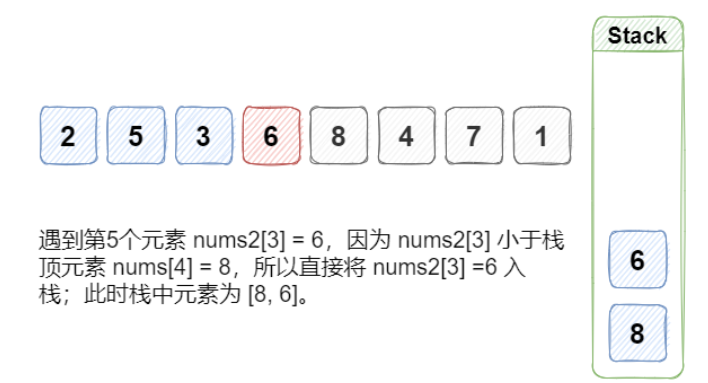 Stack
2 5 3 6 8 4 7 1
遇到第5个元素 nums2[3] = 6，因为 nums2[3] 小于栈
顶元素 nums[4] = 8，所以直接将 nums2[3] =6 入
栈；此时栈中元素为 [8, 6]。
6
8